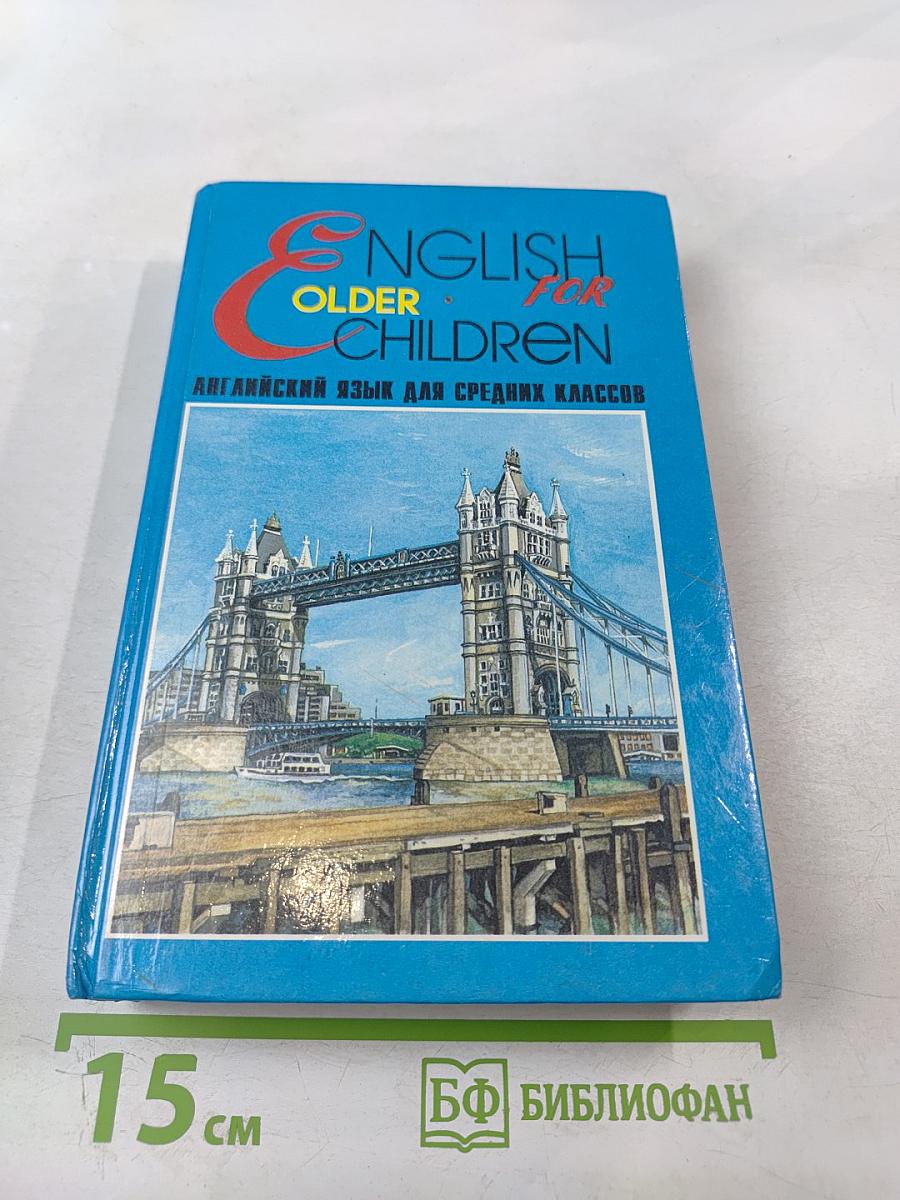 ENGLISH
FOR
OLDER
CHILDREN
АНГЛИЙСКИЙ ЯЗЫК ДЛЯ СРЕДНИХ КЛАССОВ
15 см
БФ БИБЛИОФАН